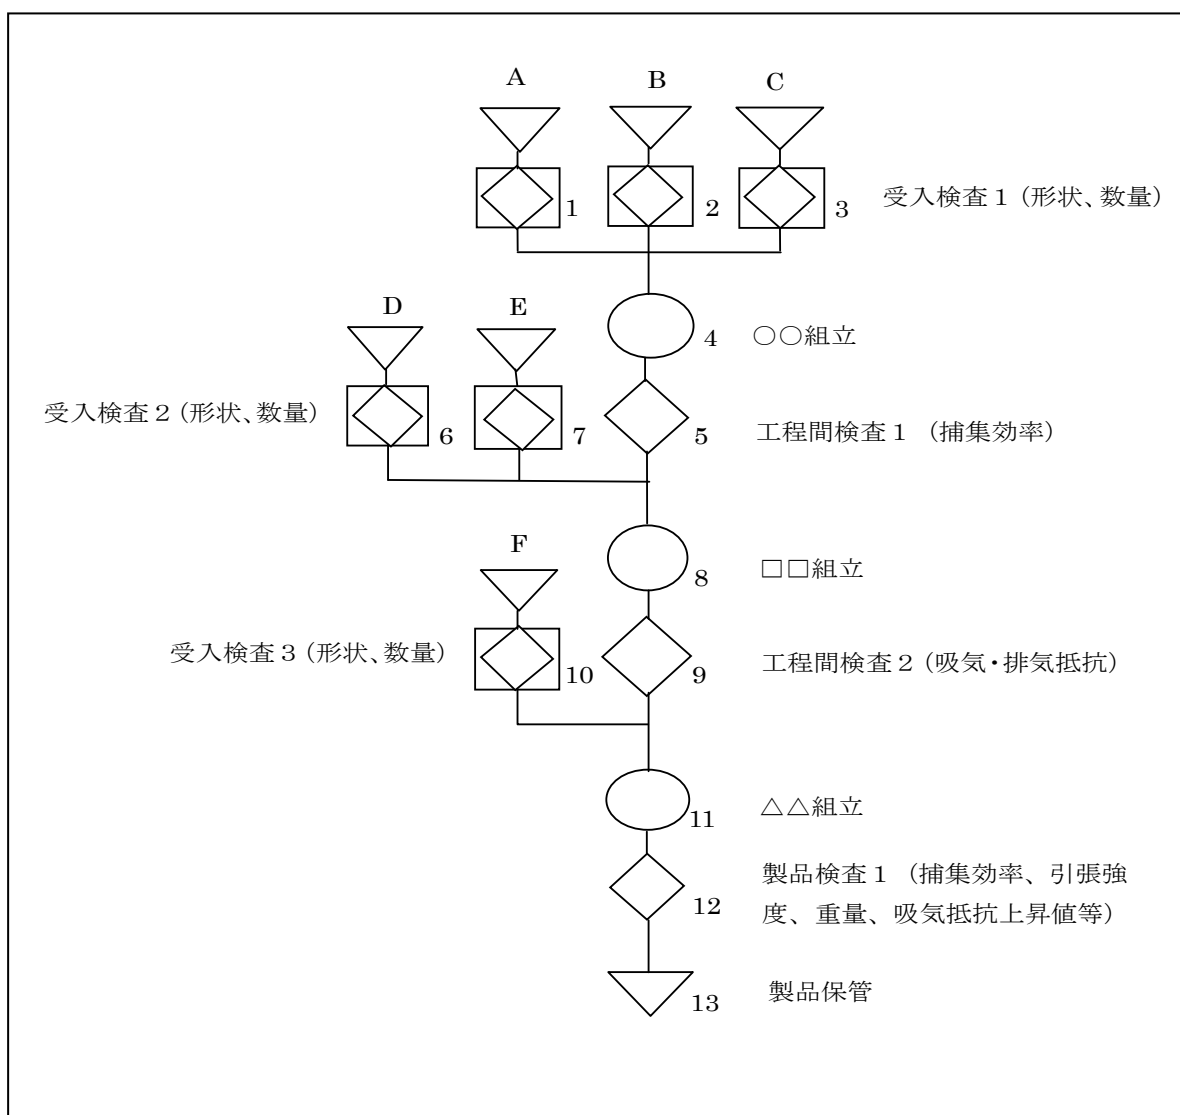 A
B
C
1
2
3
受入検査1(形状、数量)
D
E
4
○○組立
受入検査2(形状、数量)
6
7
5
工程間検査1 (捕集効率)
F
8
□□組立
受入検査3(形状、数量)
10
9
工程間検査2(吸気・排気抵抗)
11
△△組立
12
製品検査1 (捕集効率、引張強
度、重量、吸気抵抗上昇値等)
13
製品保管